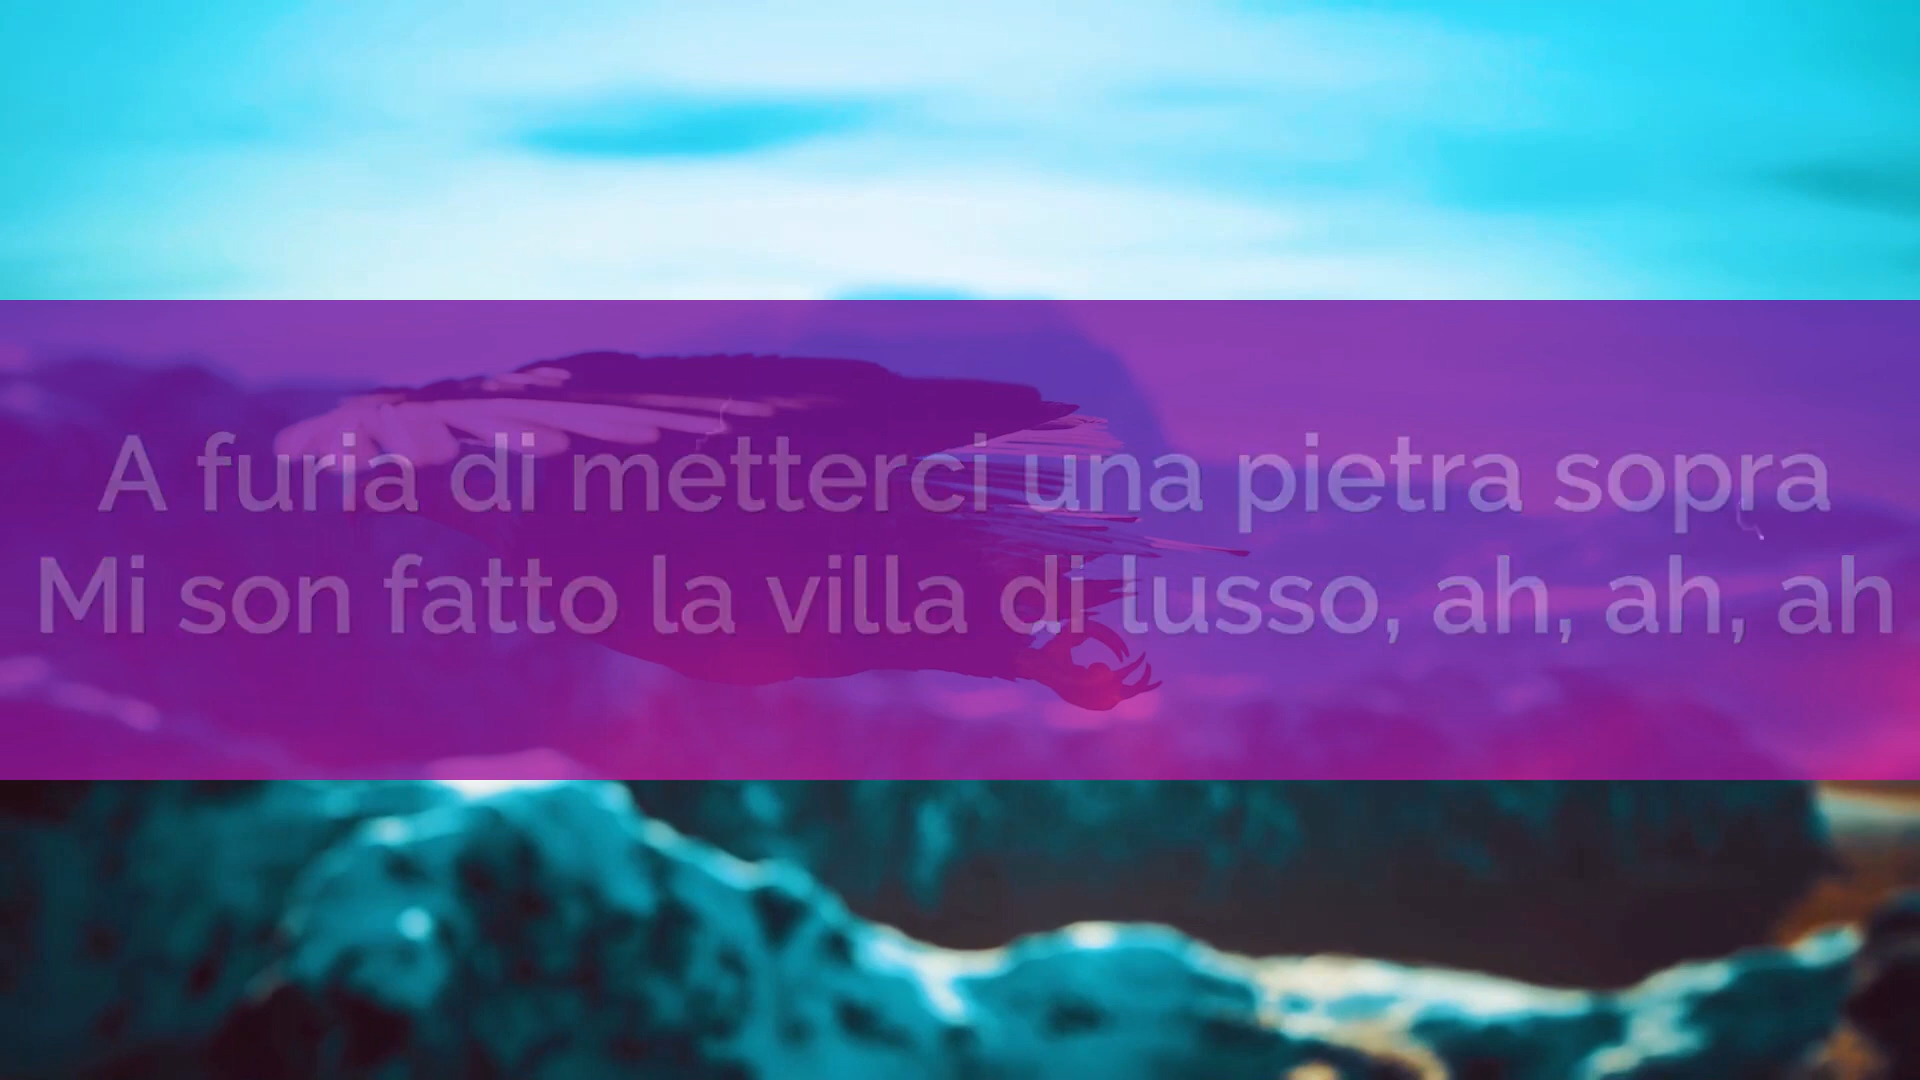 A furia di metterci una pietra sopra
Mi son fatto la villa di lusso, ah, ah, ah